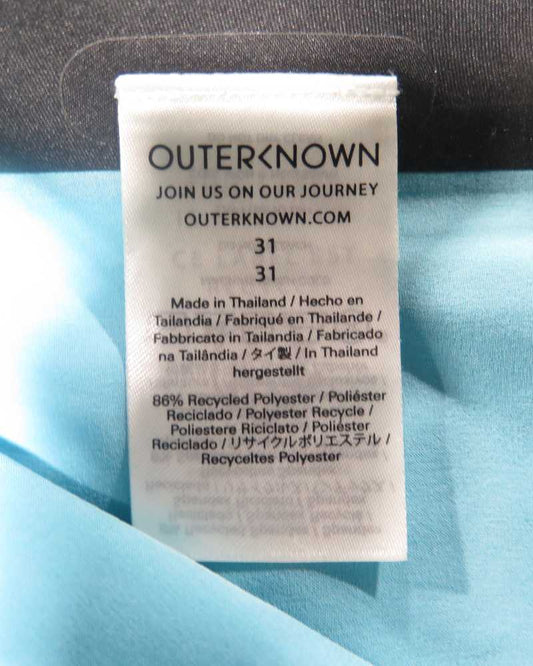 OUTERKNOWN
JOIN US ON OUR JOURNEY
OUTERKNOWN.COM
31
31
Made in Thailand / Hecho en
Tailandia / Fabriqué en Thaïlande /
Fabbricato in Tailandia / Fabricado
na Tailândia / タイ製 / In Thailand
hergestellt
86% Recycled Polyester / Poliéster
Reciclado / Polyester Recycle /
Poliestere Riciclato / Poliéster
Reciclado / リサイクルポリエステル /
Recyceltes Polyester